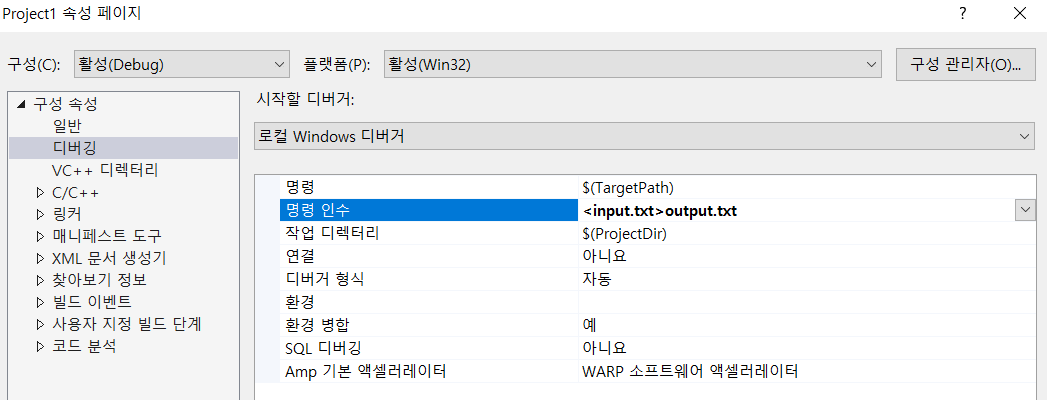 Project1 속성 페이지
? ×
구성(C): 활성(Debug) 플랫폼(P): 활성(Win32) 구성 관리자(O)...
구성 속성
일반
디버깅
VC++ 디렉터리
C/C++
링커
매니페스트 도구
XML 문서 생성기
찾아보기 정보
빌드 이벤트
사용자 지정 빌드 단계
코드 분석
시작할 디버거:
로컬 Windows 디버거
명령 $(TargetPath)
명령 인수 <input.txt>output.txt
작업 디렉터리 $(ProjectDir)
연결 아니요
디버거 형식 자동
환경
환경 병합 예
SQL 디버깅 아니요
Amp 기본 액셀러레이터 WARP 소프트웨어 액셀러레이터